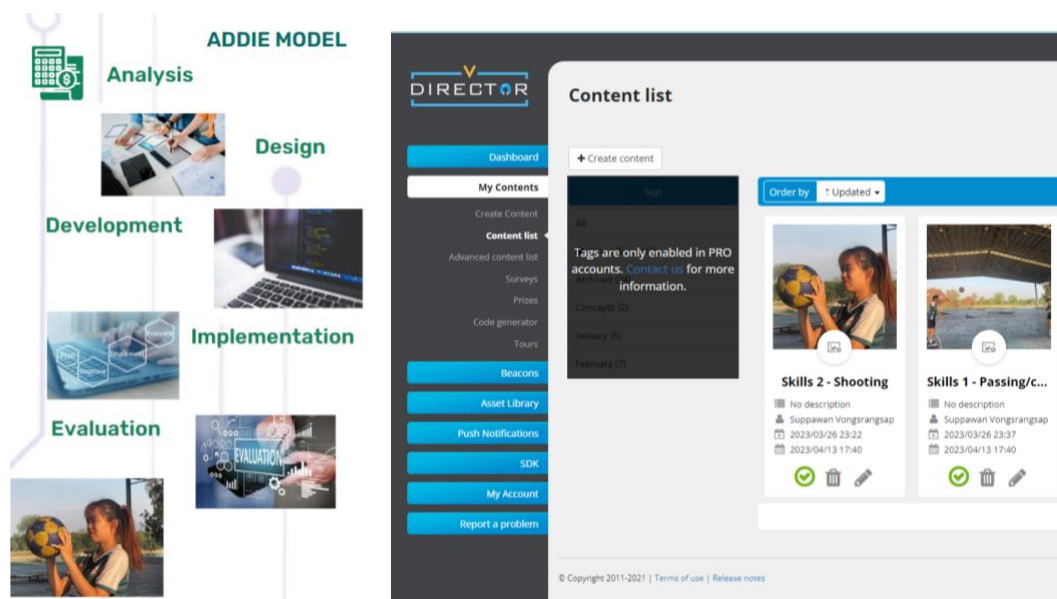 ADDIE MODEL
Analysis
Design
Development
Implementation
Evaluation
EVALUATION
V
DIRECTOR
Dashboard
My Contents
Create Content
Content list
Advanced content list
Surveys
Prizes
Code generator
Tours
Beacons
Asset Library
Push Notifications
SDK
My Account
Report a problem
Content list
+ Create content
Tags
All
Tags are only enabled in PRO
accounts. Contact us for more
information.
Concepts (2)
January (5)
February (7)
Order by ↑ Updated
Skills 2 - Shooting
No description
Suppawan Vongsrangsap
2023/03/26 23:22
2023/04/13 17:40
Skills 1 - Passing/c...
No description
Suppawan Vongsrangsap
2023/03/26 23:37
2023/04/13 17:40
© Copyright 2011-2021 | Terms of use | Release notes